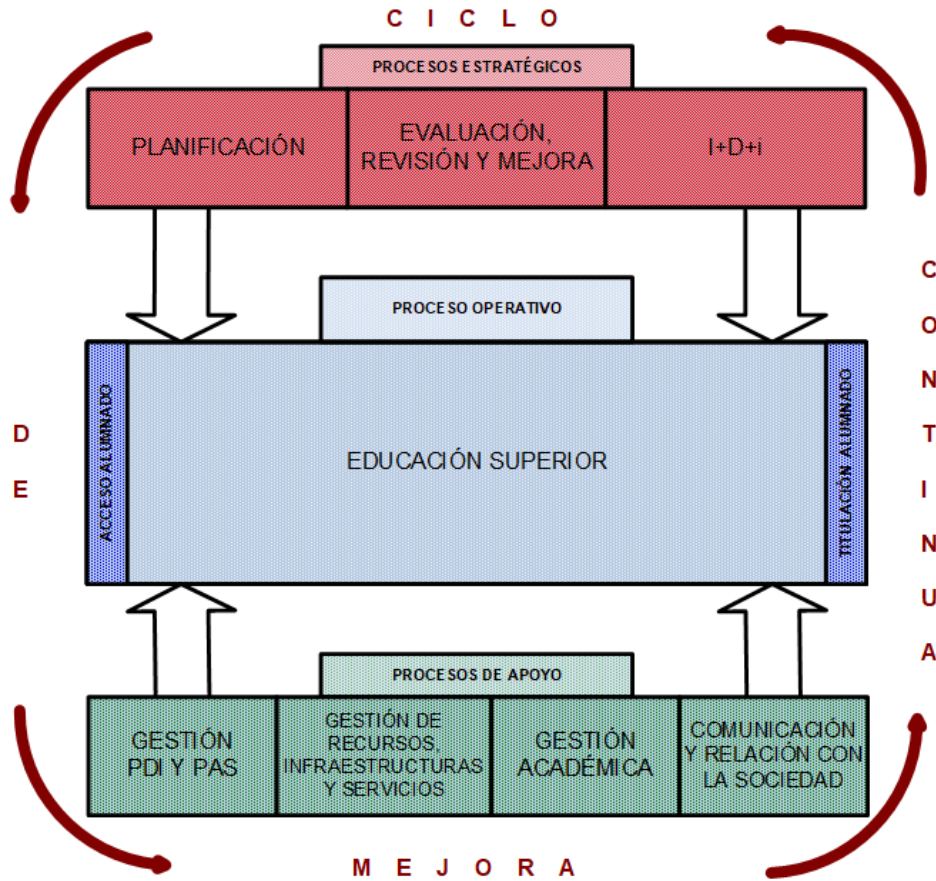 C I C L O
PROCESOS ESTRATÉGICOS
PLANIFICACIÓN
EVALUACIÓN,
REVISIÓN Y MEJORA
I+D+i
PROCESO OPERATIVO
ACCESO ALUMNADO
EDUCACIÓN SUPERIOR
TITULACIÓN ALUMNADO
D E
C O N T I N U A
PROCESOS DE APOYO
GESTIÓN
PDI Y PAS
GESTIÓN DE
RECURSOS,
INFRAESTRUCTURAS
Y SERVICIOS
GESTIÓN
ACADÉMICA
COMUNICACIÓN
Y RELACIÓN CON
LA SOCIEDAD
M E J O R A